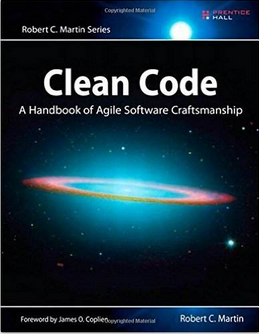 Robert C. Martin Series
PRENTICE
HALL
Clean Code
A Handbook of Agile Software Craftsmanship
Foreword by James O. Coplien
Robert C. Martin